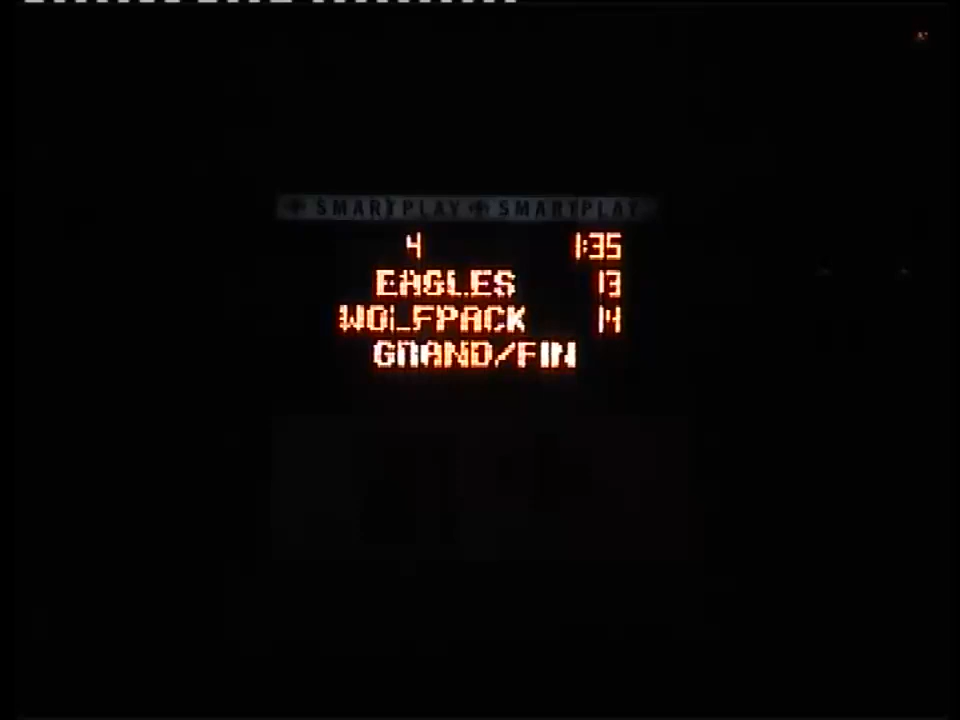 SMARTPLAY SMARTPLAY
4 1:35
EAGLES 13
WOLFPACK 14
GRAND/FIN